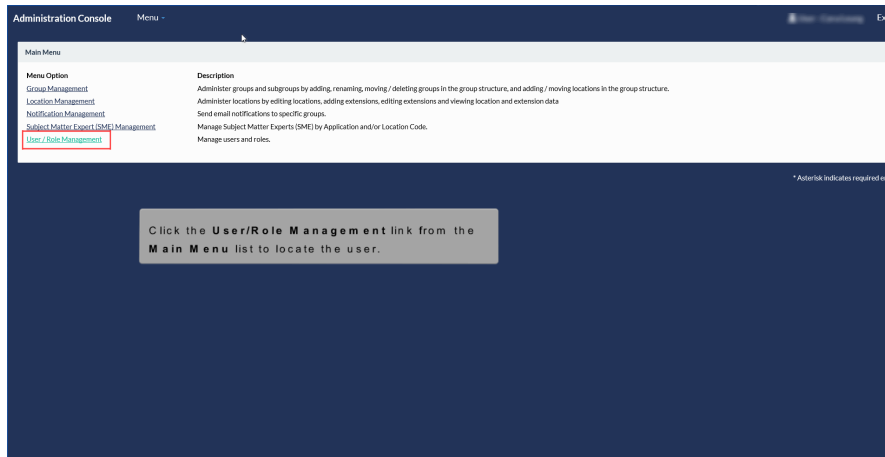 Administration Console Menu - Ex
Main Menu
Menu Option Description
Group Management Administer groups and subgroups by adding, renaming, moving / deleting groups in the group structure, and adding / moving locations in the group structure.
Location Management Administer locations by editing locations, adding extensions, editing extensions and viewing location and extension data
Notification Management Send email notifications to specific groups.
Subject Matter Expert (SME) Management Manage Subject Matter Experts (SME) by Application and/or Location Code.
User / Role Management Manage users and roles.
* Asterisk indicates required e
Click the User/Role Management link from the
Main Menu list to locate the user.